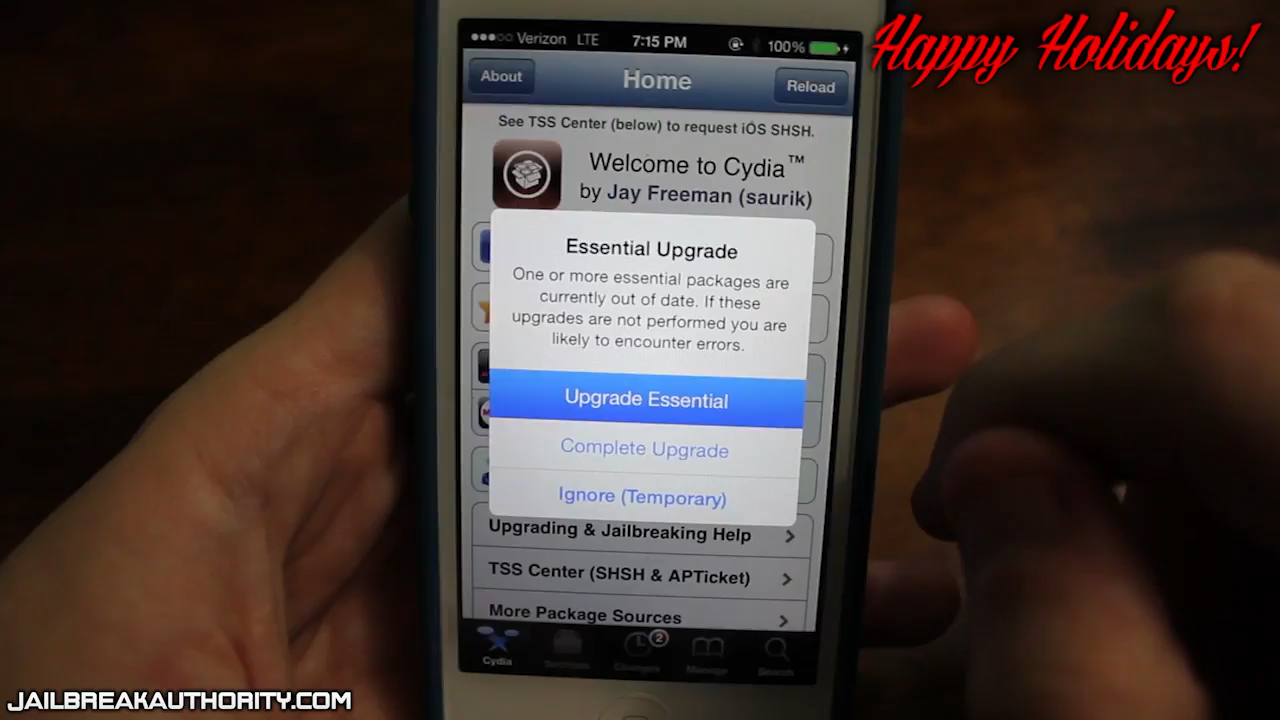 Happy Holidays!
Verizon LTE 7:15 PM 100%
About Home Reload
See TSS Center (below) to request iOS SHSH.
Welcome to Cydia™
by Jay Freeman (saurik)
Essential Upgrade
One or more essential packages are
currently out of date. If these
upgrades are not performed you are
likely to encounter errors.
Upgrade Essential
Complete Upgrade
Ignore (Temporary)
Upgrading & Jailbreaking Help
TSS Center (SHSH & APTicket)
More Package Sources
2
Cydia Changes Manage Search
JAILBREAKAUTHORITY.COM